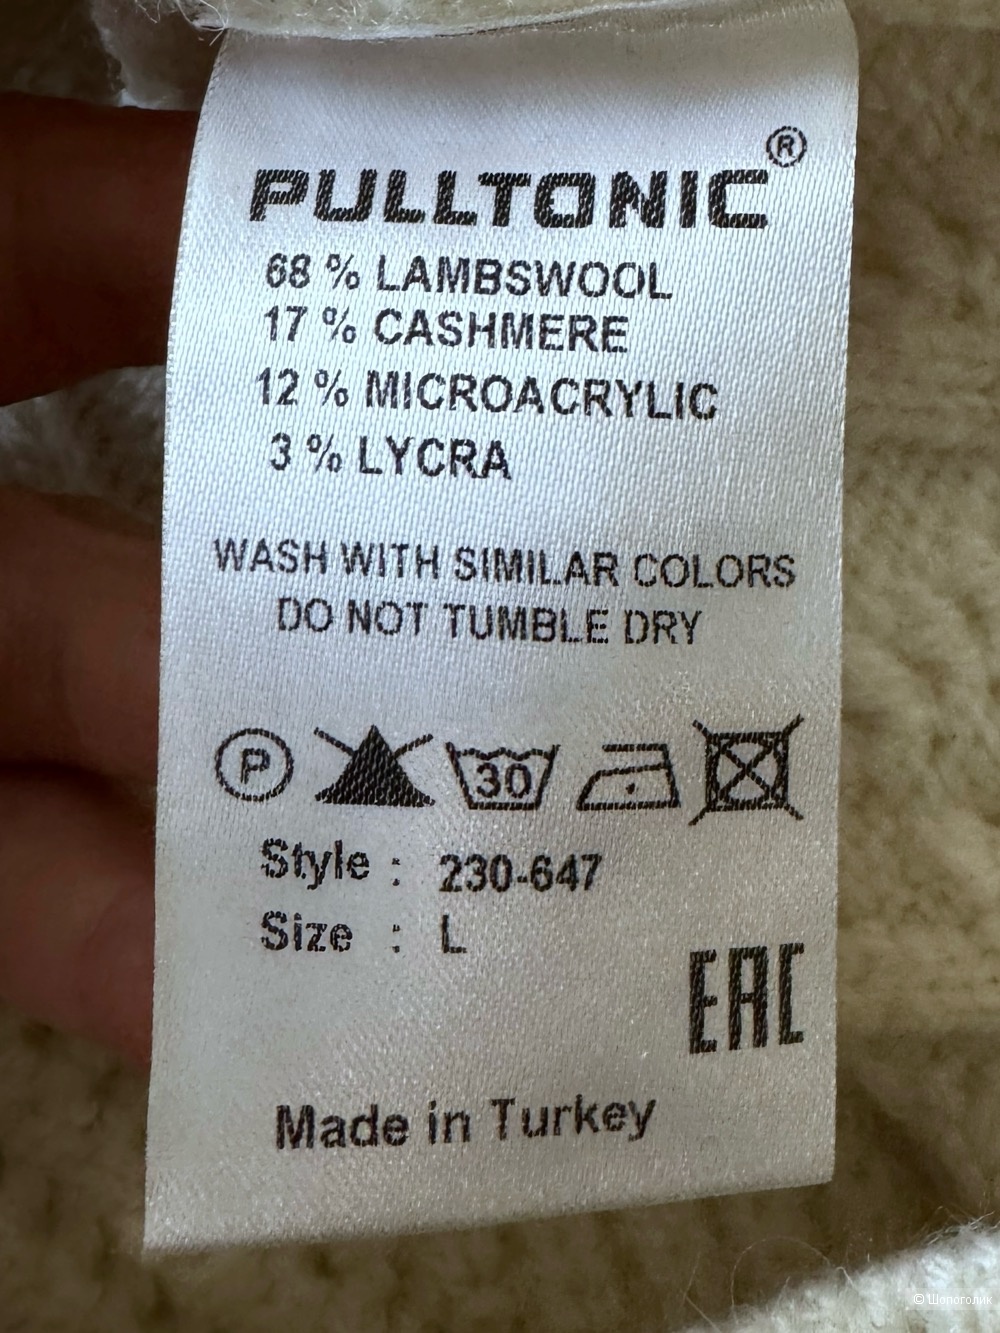 PULLTONIC®
68 % LAMBSWOOL
17 % CASHMERE
12 % MICROACRYLIC
3 % LYCRA
WASH WITH SIMILAR COLORS
DO NOT TUMBLE DRY
P 30
Style : 230-647
Size : L
EAC
Made in Turkey
© Шопоголик